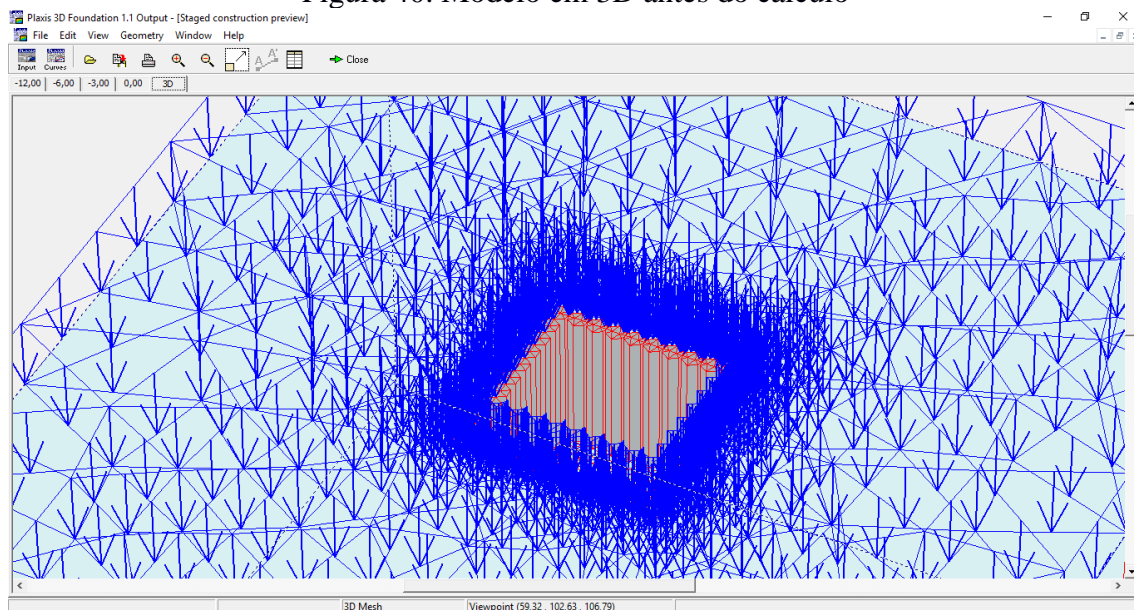 Figura 46: Modelo em 3D antes do cálculo
Plaxis 3D Foundation 1.1 Output - [Staged construction preview]
File Edit View Geometry Window Help
Input Curves Close
-12,00 -6,00 -3,00 0,00 3D
3D Mesh Viewpoint (59.32 , 102.63 , 106.79)